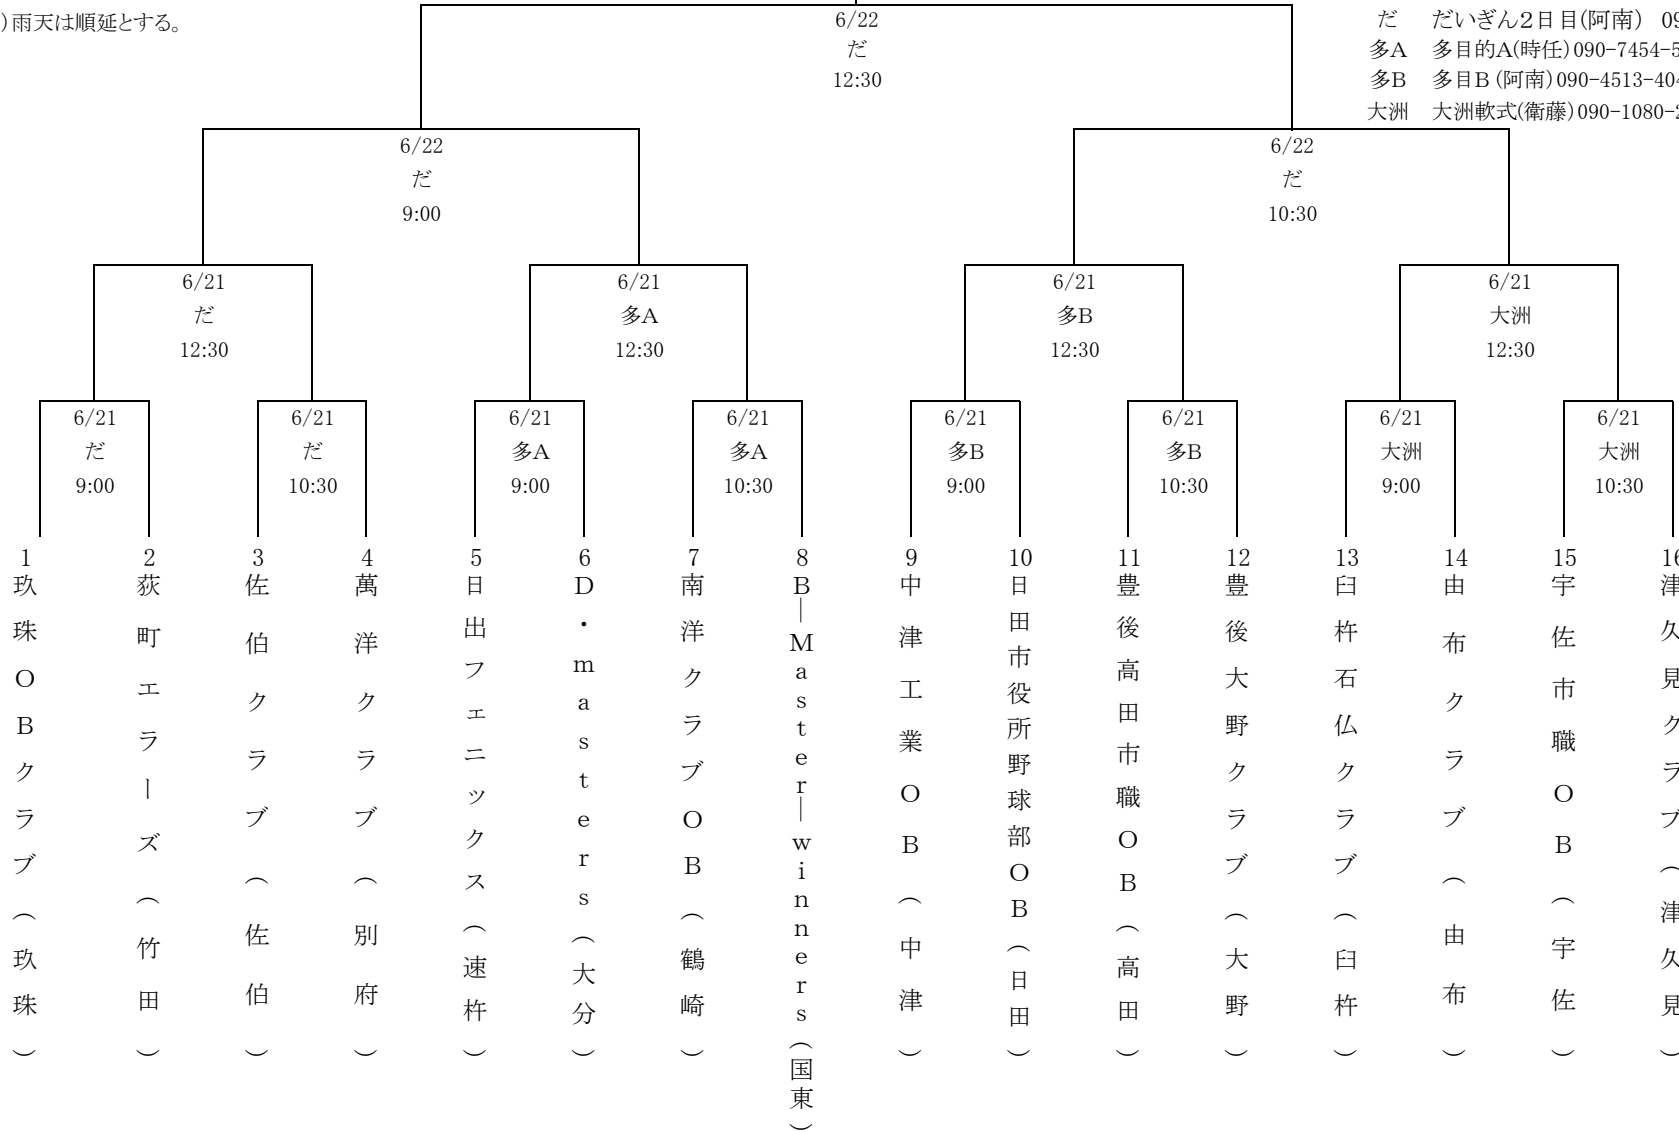 )雨天は順延とする。
だ だいぎん2日目(阿南) 09
多A 多目的A(時任)090-7454-5
多B 多目B(阿南)090-4513-404
大洲 大洲軟式(衛藤)090-1080-2
6/22
だ
12:30
6/22
だ
9:00
6/22
だ
10:30
6/21
だ
12:30
6/21
多A
12:30
6/21
多B
12:30
6/21
大洲
12:30
6/21
だ
9:00
6/21
だ
10:30
6/21
多A
9:00
6/21
多A
10:30
6/21
多B
9:00
6/21
多B
10:30
6/21
大洲
9:00
6/21
大洲
10:30
1
玖珠OBクラブ(玖珠)
2
荻町エラーズ(竹田)
3
佐伯クラブ(佐伯)
4
萬洋クラブ(別府)
5
日出フェニックス(速杵)
6
D・masters(大分)
7
南洋クラブOB(鶴崎)
8
B―Master―winners(国東)
9
中津工業OB(中津)
10
日田市役所野球部OB(日田)
11
豊後高田市職OB(高田)
12
豊後大野クラブ(大野)
13
臼杵石仏クラブ(臼杵)
14
由布クラブ(由布)
15
宇佐市職OB(宇佐)
16
津久見クラブ(津久見)